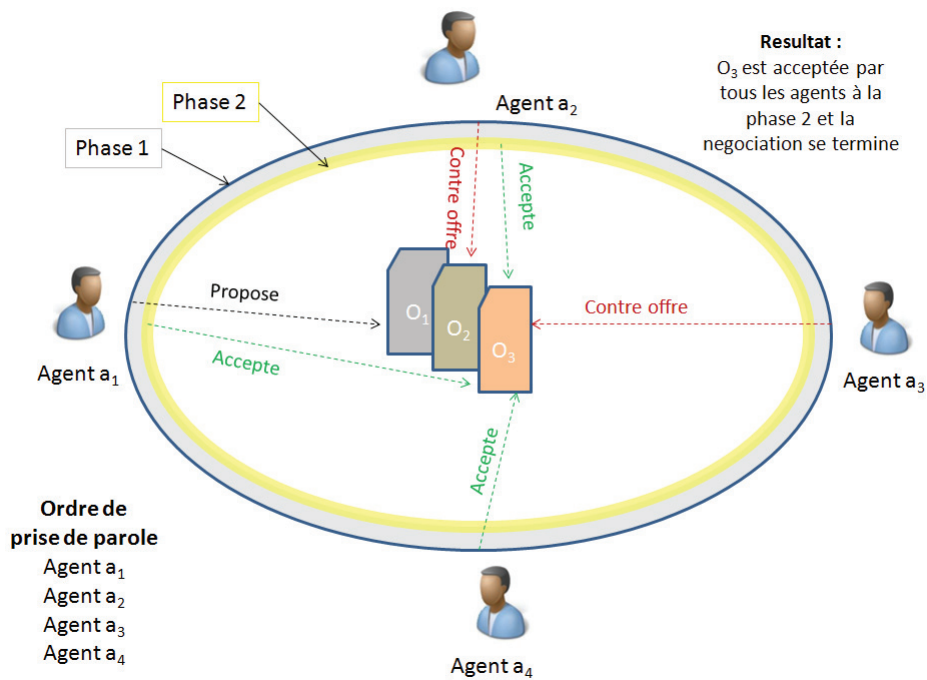 Resultat :
O₃ est acceptée par
tous les agents à la
phase 2 et la
negociation se termine
Agent a₂
Phase 2
Phase 1
Contre offre
Accepte
Propose
Contre offre
O₁
O₂
O₃
Accepte
Agent a₁
Agent a₃
Accepte
Ordre de
prise de parole
Agent a₁
Agent a₂
Agent a₃
Agent a₄
Agent a₄